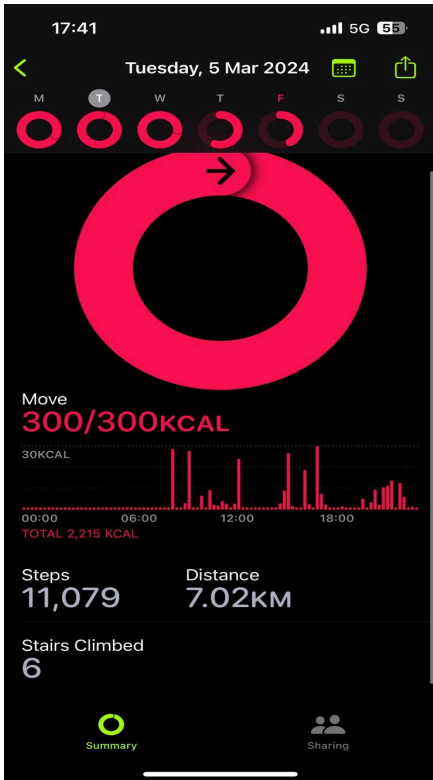 17:41 5G 55
Tuesday, 5 Mar 2024
M T W T F S S
Move
300/300KCAL
30KCAL
00:00 06:00 12:00 18:00
TOTAL 2,215 KCAL
Steps Distance
11,079 7.02KM
Stairs Climbed
6
Summary Sharing